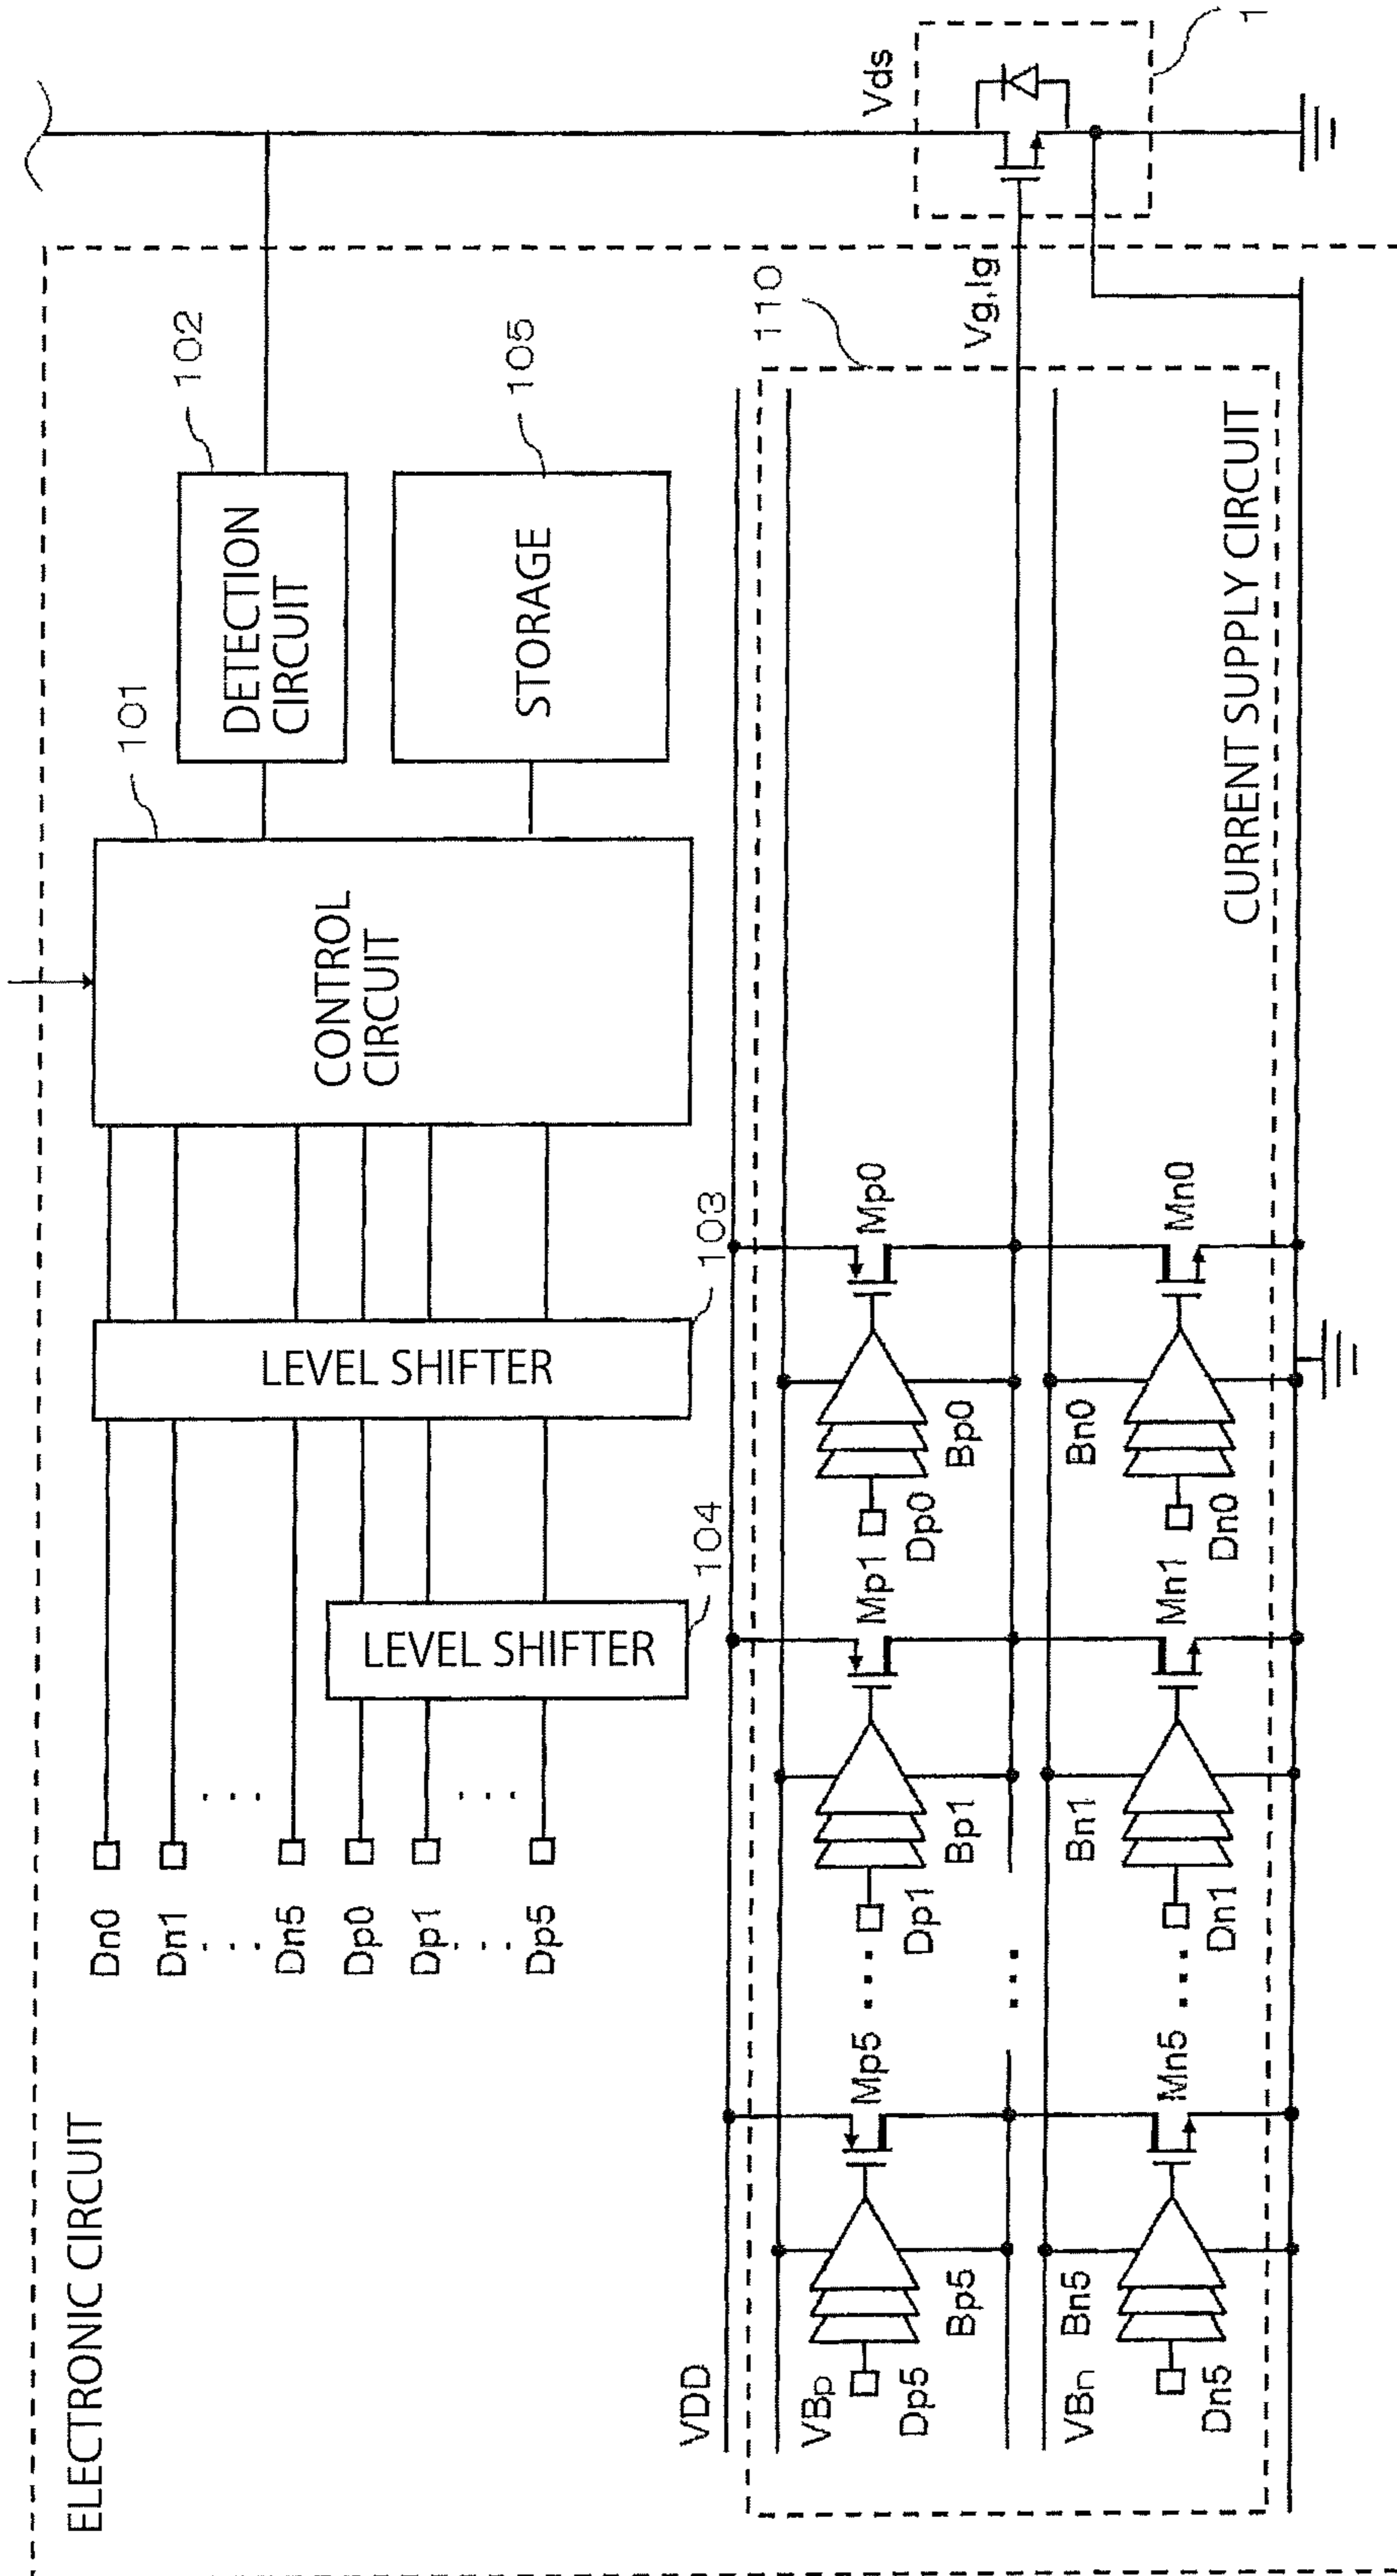 ELECTRONIC CIRCUIT
Dn0
Dn1
. . .
. . .
Dn5
Dp0
Dp1
. . .
. . .
Dp5
LEVEL SHIFTER
104
LEVEL SHIFTER
103
CONTROL
CIRCUIT
101
DETECTION
CIRCUIT
102
STORAGE
105
VDD
VBp
Dp5
Bp5
Mp5
. . .
Dp1
Bp1
Mp1
Dp0
Bp0
Mp0
110
. . .
Vg,Ig
Vds
1
VBn
Dn5
Bn5
Mn5
. . .
Dn1
Bn1
Mn1
Dn0
Bn0
Mn0
CURRENT SUPPLY CIRCUIT